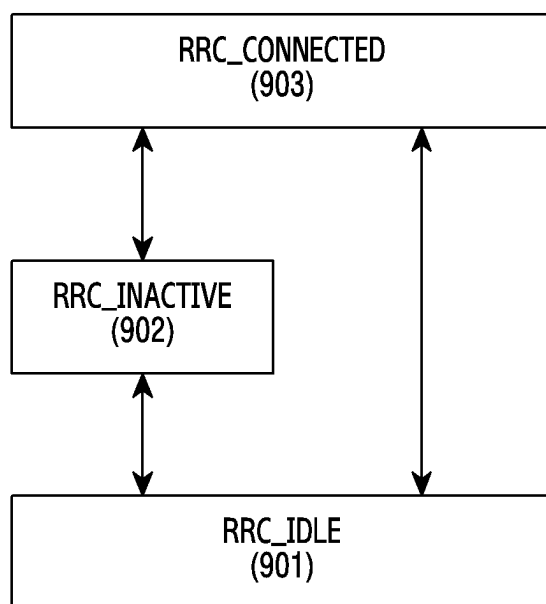 RRC_CONNECTED
(903)
RRC_INACTIVE
(902)
RRC_IDLE
(901)